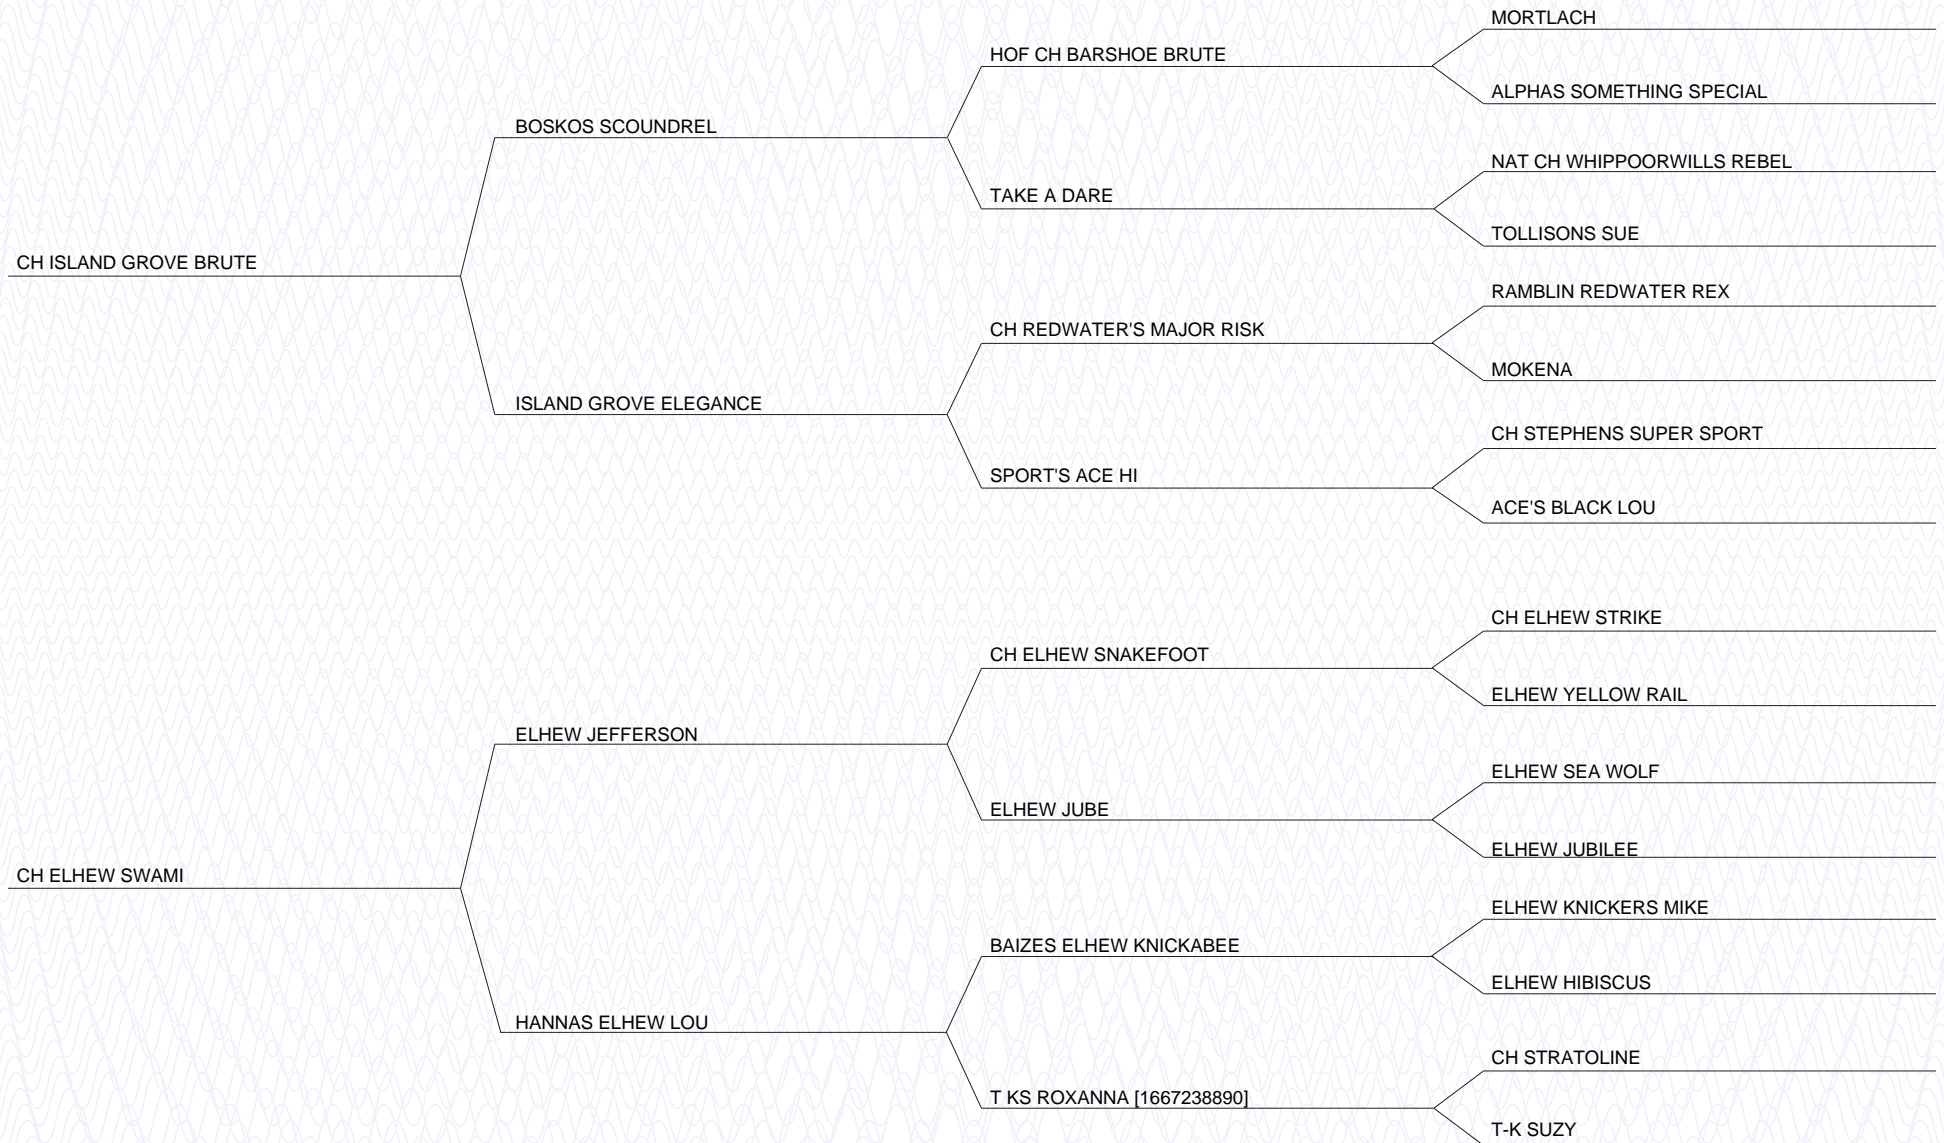 MORTLACH
HOF CH BARSHOE BRUTE
ALPHAS SOMETHING SPECIAL
BOSKOS SCOUNDREL
NAT CH WHIPPOORWILLS REBEL
TAKE A DARE
TOLLISONS SUE
CH ISLAND GROVE BRUTE
RAMBLIN REDWATER REX
CH REDWATER'S MAJOR RISK
MOKENA
ISLAND GROVE ELEGANCE
CH STEPHENS SUPER SPORT
SPORT'S ACE HI
ACE'S BLACK LOU
CH ELHEW STRIKE
CH ELHEW SNAKEFOOT
ELHEW YELLOW RAIL
ELHEW JEFFERSON
ELHEW SEA WOLF
ELHEW JUBE
ELHEW JUBILEE
CH ELHEW SWAMI
ELHEW KNICKERS MIKE
BAIZES ELHEW KNICKABEE
ELHEW HIBISCUS
HANNAS ELHEW LOU
CH STRATOLINE
T KS ROXANNA [1667238890]
T-K SUZY